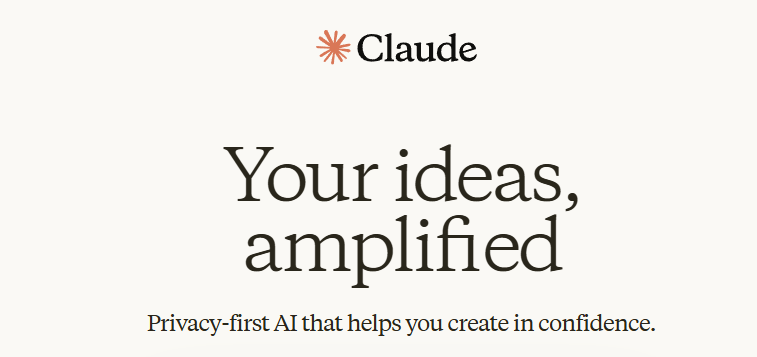 Claude
Your ideas,
amplified
Privacy-first AI that helps you create in confidence.